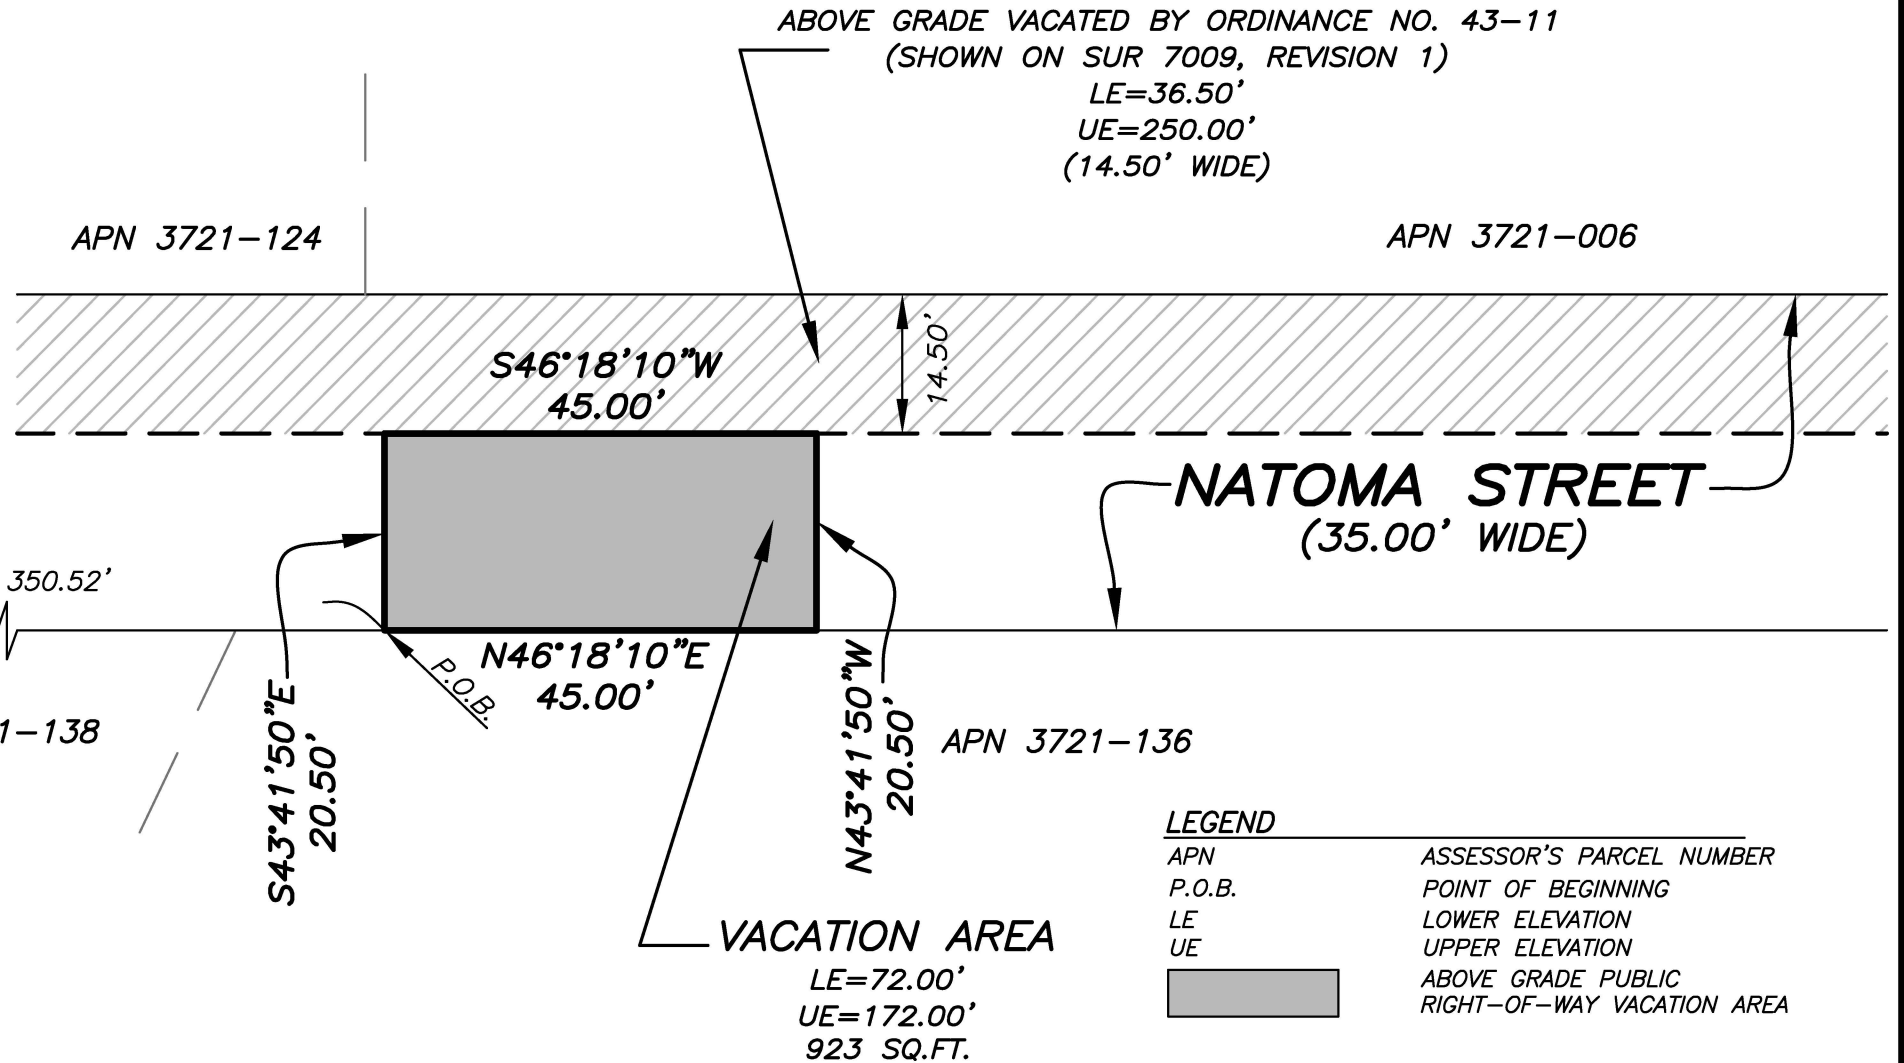 ABOVE GRADE VACATED BY ORDINANCE NO. 43-11
(SHOWN ON SUR 7009, REVISION 1)
LE=36.50'
UE=250.00'
(14.50' WIDE)
APN 3721-124
APN 3721-006
14.50'
S46°18'10"W
45.00'
NATOMA STREET
(35.00' WIDE)
350.52'
P.O.B.
N46°18'10"E
45.00'
S43°41'50"E
20.50'
N43°41'50"W
20.50'
1-138
APN 3721-136
VACATION AREA
LE=72.00'
UE=172.00'
923 SQ.FT.
LEGEND
APN ASSESSOR'S PARCEL NUMBER
P.O.B. POINT OF BEGINNING
LE LOWER ELEVATION
UE UPPER ELEVATION
ABOVE GRADE PUBLIC
RIGHT-OF-WAY VACATION AREA